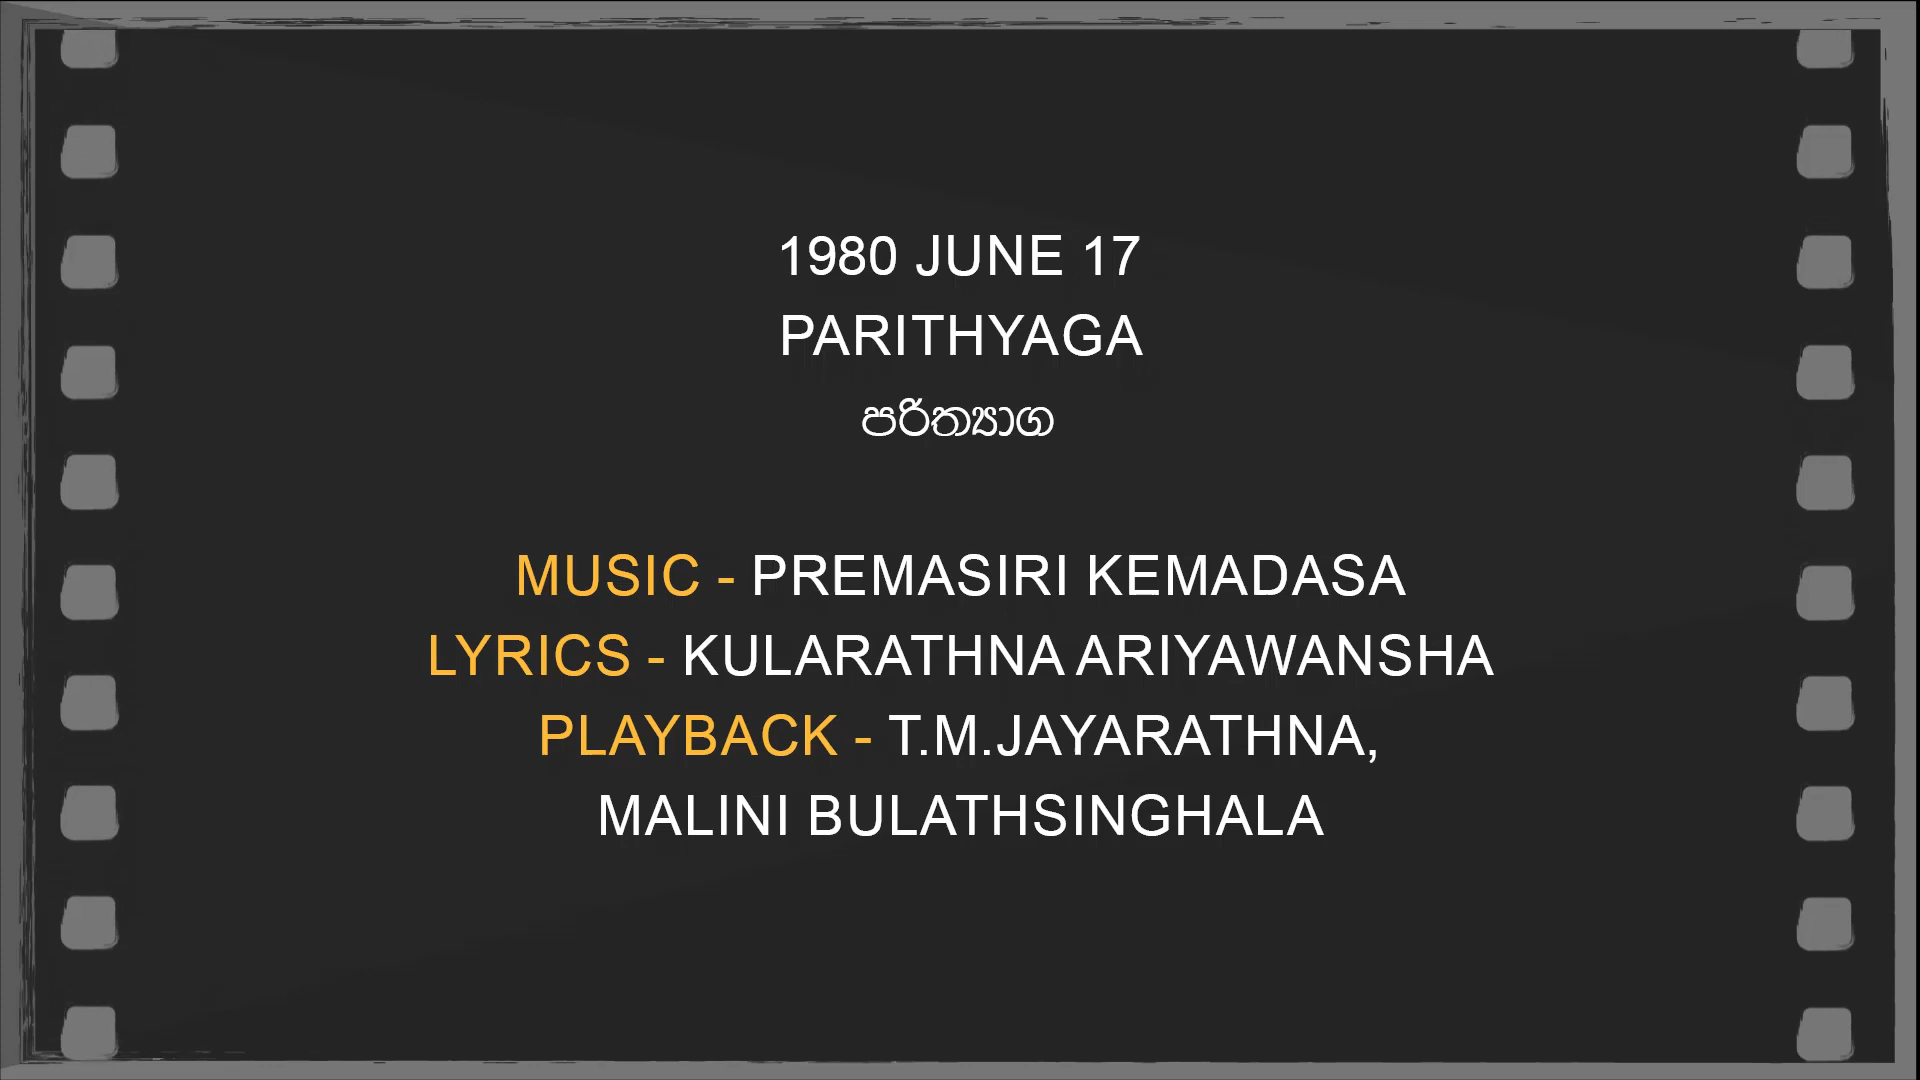 1980 JUNE 17
PARITHYAGA
පරිත්‍යාග
MUSIC - PREMASIRI KEMADASA
LYRICS - KULARATHNA ARIYAWANSHA
PLAYBACK - T.M.JAYARATHNA,
MALINI BULATHSINGHALA